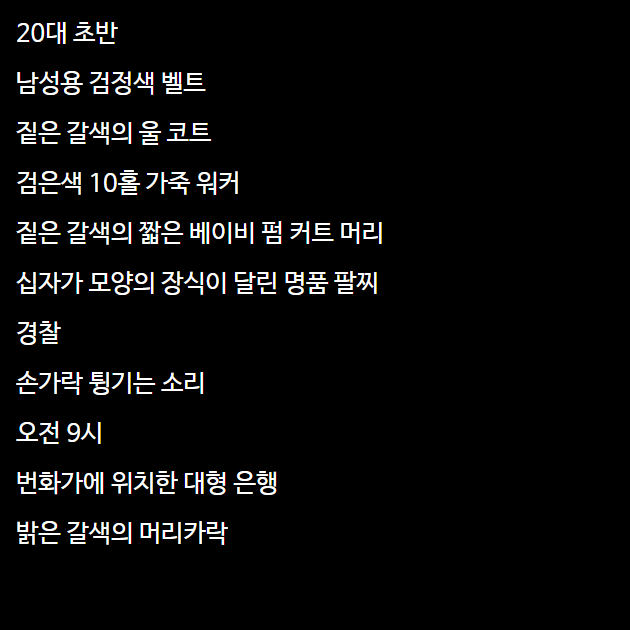 20대 초반
남성용 검정색 벨트
짙은 갈색의 울 코트
검은색 10홀 가죽 워커
짙은 갈색의 짧은 베이비 펌 커트 머리
십자가 모양의 장식이 달린 명품 팔찌
경찰
손가락 튕기는 소리
오전 9시
번화가에 위치한 대형 은행
밝은 갈색의 머리카락